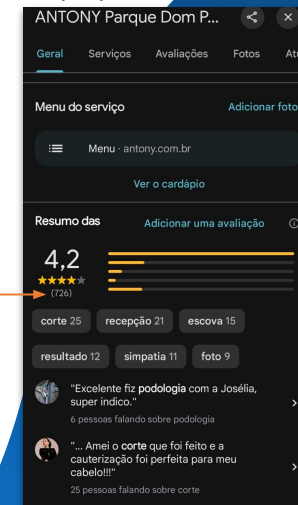 ANTONY Parque Dom P...
Geral Serviços Avaliações Fotos Atu
Menu do serviço Adicionar foto
Menu · antony.com.br
Ver o cardápio
Resumo das Adicionar uma avaliação
4,2
(726)
corte 25 recepção 21 escova 15
resultado 12 simpatia 11 foto 9
"Excelente fiz podologia com a Josélia,
super indico."
6 pessoas falando sobre podologia
"... Amei o corte que foi feito e a
cauterização foi perfeita para meu
cabelo!!!"
25 pessoas falando sobre corte